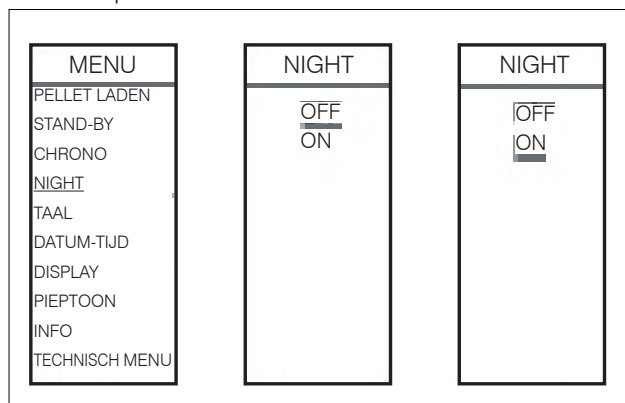 MENU
PELLET LADEN
STAND-BY
CHRONO
NIGHT
TAAL
DATUM-TIJD
DISPLAY
PIEPTOON
INFO
TECHNISCH MENU
NIGHT
OFF
ON
NIGHT
OFF
ON